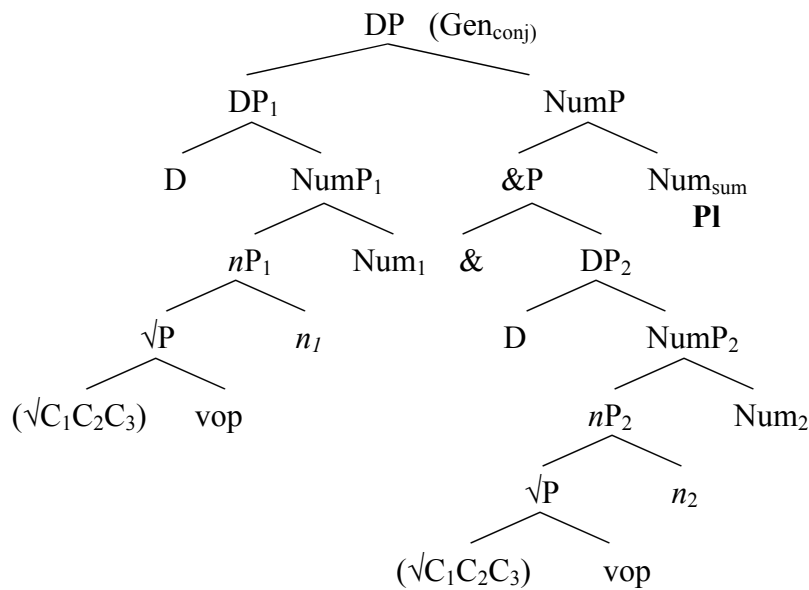 DP (Gen_conj)
DP₁ NumP
D NumP₁ &P Num_sum
Pl
nP₁ Num₁ & DP₂
√P n₁ D NumP₂
(√C₁C₂C₃) vop nP₂ Num₂
√P n₂
(√C₁C₂C₃) vop